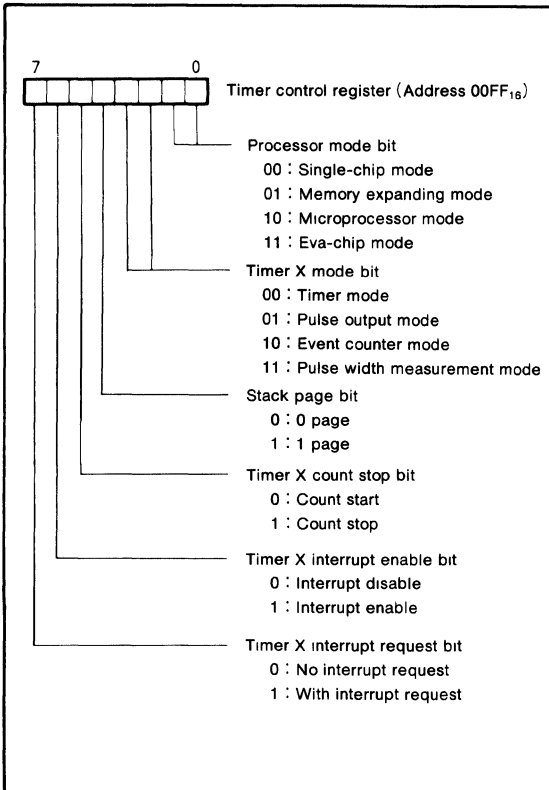 7 0
Timer control register (Address 00FF₁₆)
Processor mode bit
00 : Single-chip mode
01 : Memory expanding mode
10 : Microprocessor mode
11 : Eva-chip mode
Timer X mode bit
00 : Timer mode
01 : Pulse output mode
10 : Event counter mode
11 : Pulse width measurement mode
Stack page bit
0 : 0 page
1 : 1 page
Timer X count stop bit
0 : Count start
1 : Count stop
Timer X interrupt enable bit
0 : Interrupt disable
1 : Interrupt enable
Timer X interrupt request bit
0 : No interrupt request
1 : With interrupt request